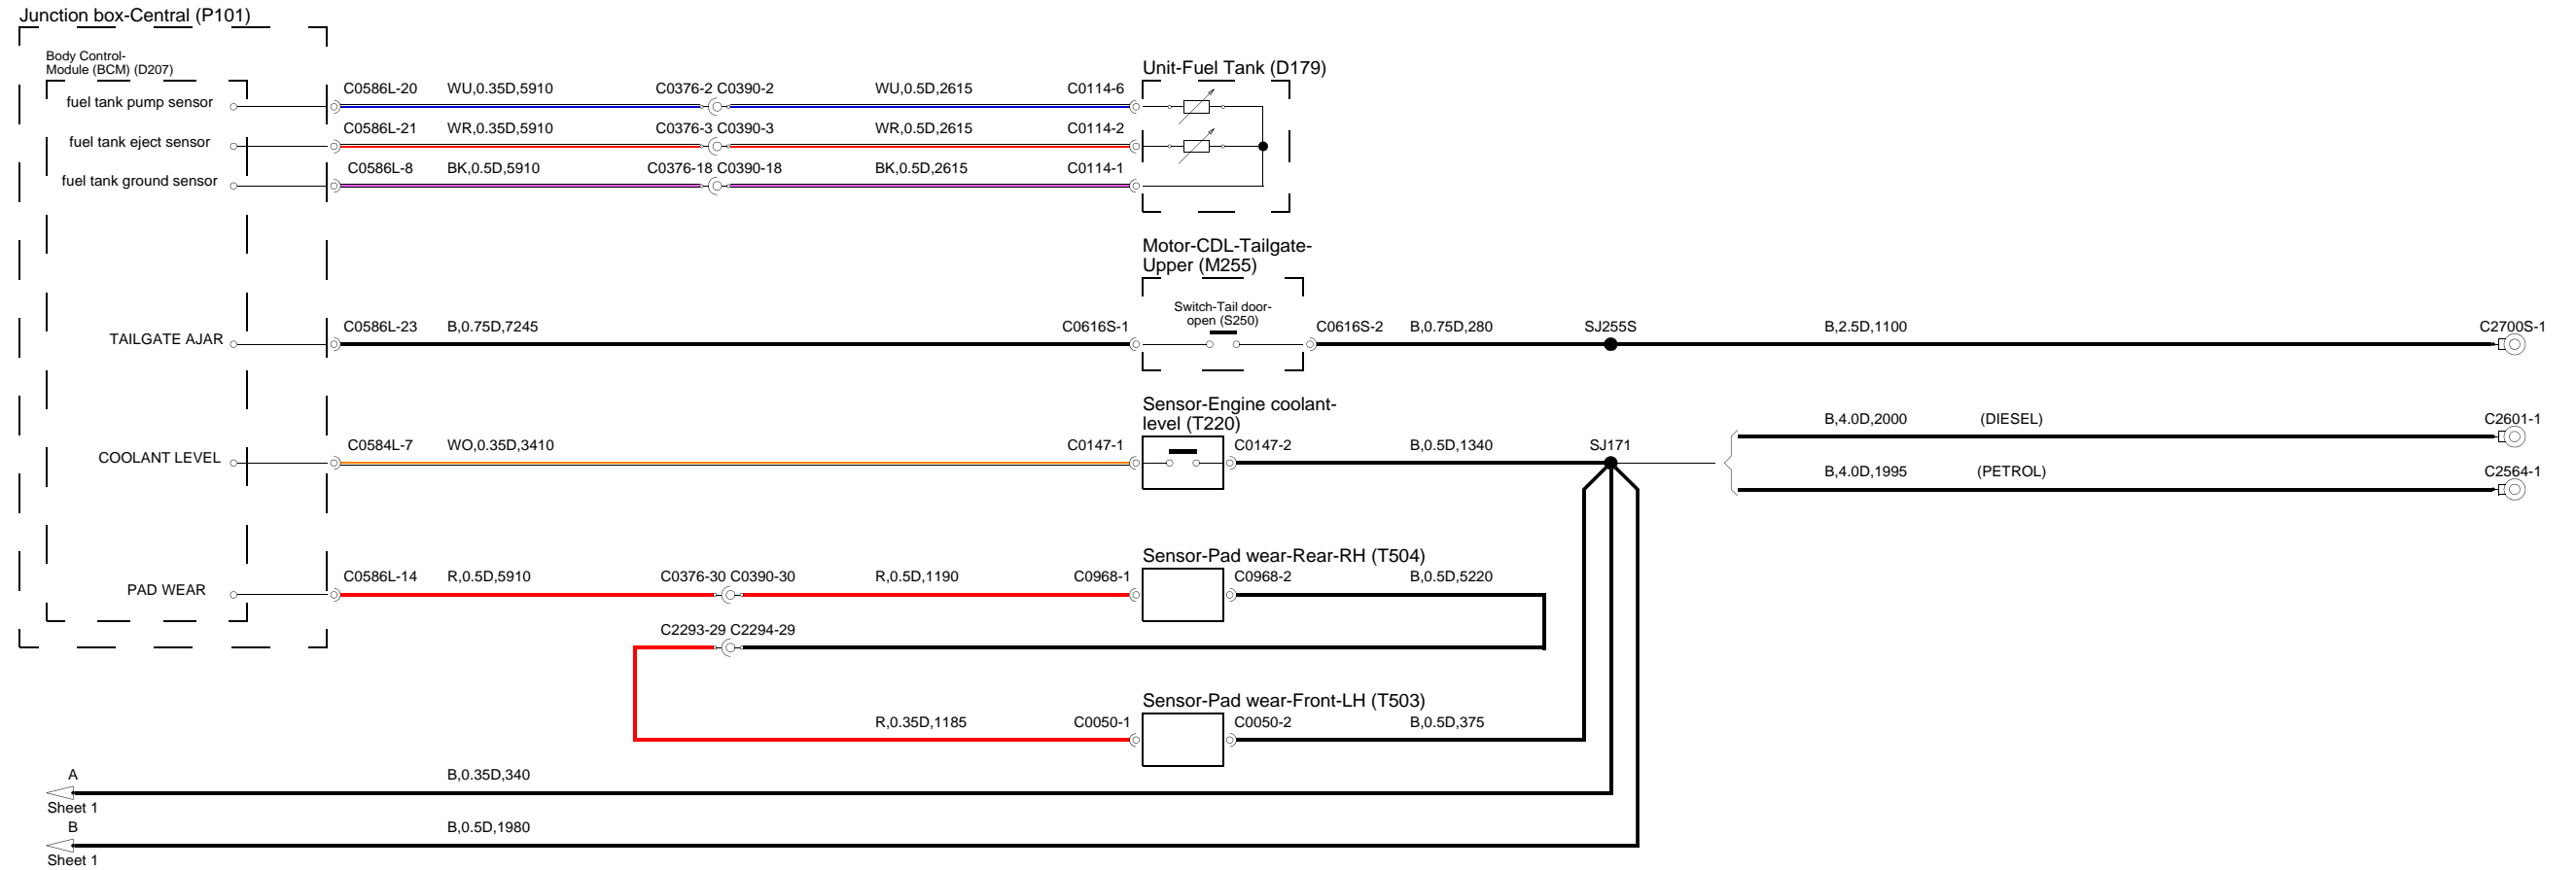 Junction box-Central (P101)
Body Control-
Module (BCM) (D207)
fuel tank pump sensor
C0586L-20 WU,0.35D,5910 C0376-2 C0390-2 WU,0.5D,2615 C0114-6
Unit-Fuel Tank (D179)
fuel tank eject sensor
C0586L-21 WR,0.35D,5910 C0376-3 C0390-3 WR,0.5D,2615 C0114-2
fuel tank ground sensor
C0586L-8 BK,0.5D,5910 C0376-18 C0390-18 BK,0.5D,2615 C0114-1
Motor-CDL-Tailgate-
Upper (M255)
Switch-Tail door-
open (S250)
TAILGATE AJAR
C0586L-23 B,0.75D,7245 C0616S-1 C0616S-2 B,0.75D,280 SJ255S B,2.5D,1100 C2700S-1
Sensor-Engine coolant-
level (T220)
B,4.0D,2000 (DIESEL) C2601-1
COOLANT LEVEL
C0584L-7 WO,0.35D,3410 C0147-1 C0147-2 B,0.5D,1340 SJ171
B,4.0D,1995 (PETROL) C2564-1
Sensor-Pad wear-Rear-RH (T504)
PAD WEAR
C0586L-14 R,0.5D,5910 C0376-30 C0390-30 R,0.5D,1190 C0968-1 C0968-2 B,0.5D,5220
C2293-29 C2294-29
Sensor-Pad wear-Front-LH (T503)
R,0.35D,1185 C0050-1 C0050-2 B,0.5D,375
A B,0.35D,340
Sheet 1
B B,0.5D,1980
Sheet 1